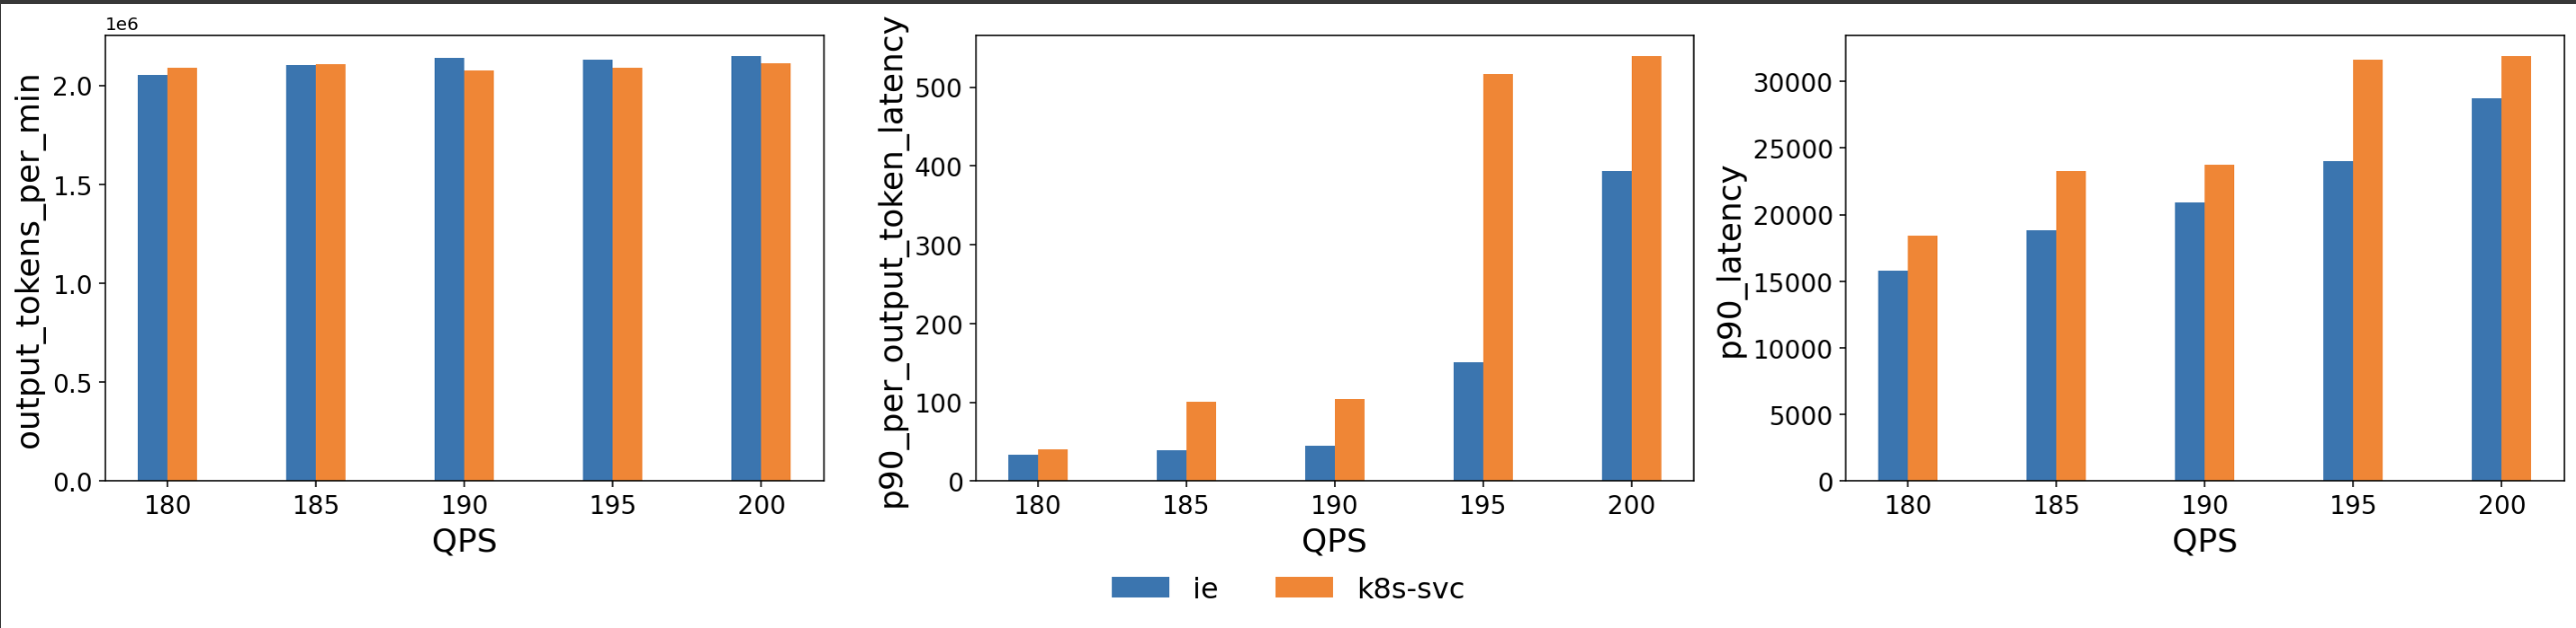 1e6
output_tokens_per_min
2.0
1.5
1.0
0.5
0.0
180 185 190 195 200
QPS
p90_per_output_token_latency
500
400
300
200
100
0
180 185 190 195 200
QPS
p90_latency
30000
25000
20000
15000
10000
5000
0
180 185 190 195 200
QPS
ie k8s-svc